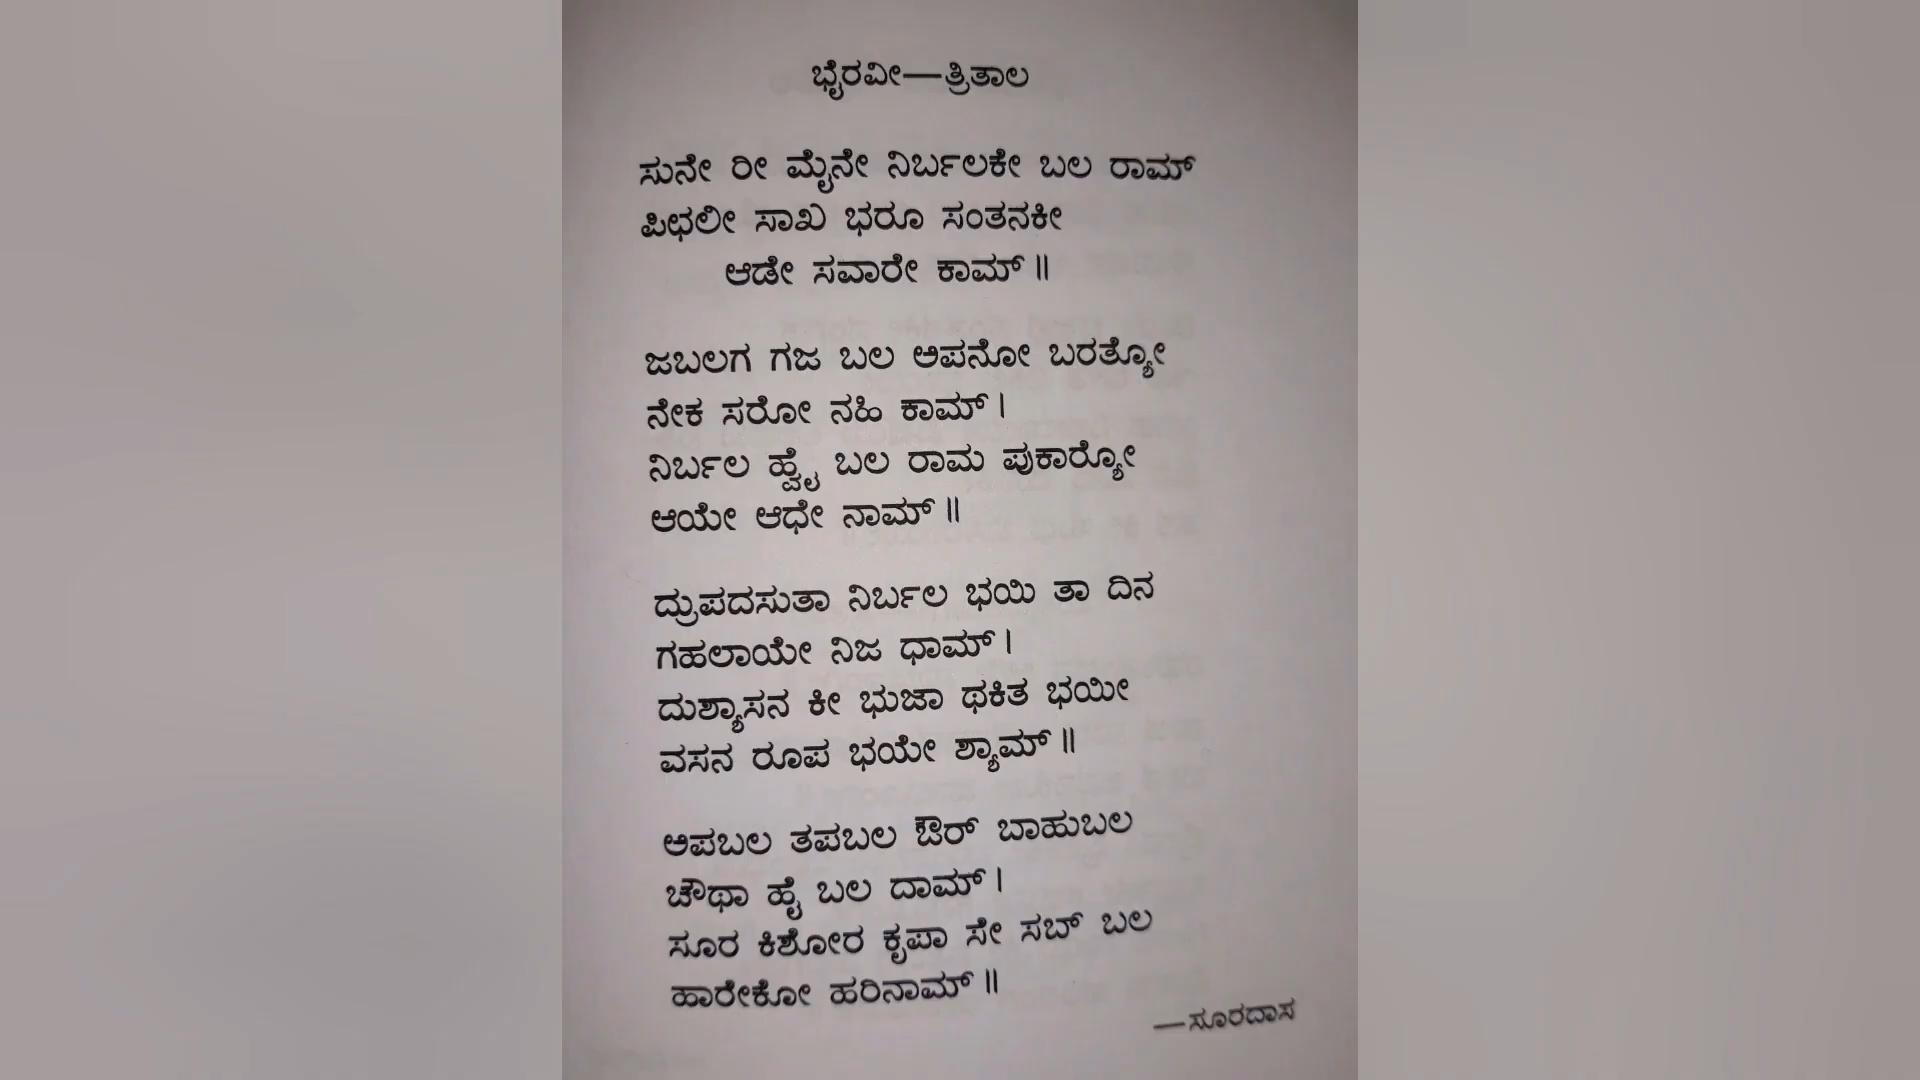 ಭೈರವೀ—ತ್ರಿತಾಲ
ಸುನೇ ರೀ ಮೈನೇ ನಿರ್ಬಲಕೇ ಬಲ ರಾಮ್
ಪಿಛಲೀ ಸಾಖ ಭರೂ ಸಂತನಕೀ
ಆಡೇ ಸವಾರೇ ಕಾಮ್ ॥
ಜಬಲಗ ಗಜ ಬಲ ಅಪನೋ ಬರತ್ಯೋ
ನೇಕ ಸರೋ ನಹಿ ಕಾಮ್ ।
ನಿರ್ಬಲ ಹ್ವೈ ಬಲ ರಾಮ ಪುಕಾರ್ಯೋ
ಆಯೇ ಆಧೇ ನಾಮ್ ॥
ದ್ರುಪದಸುತಾ ನಿರ್ಬಲ ಭಯಿ ತಾ ದಿನ
ಗಹಲಾಯೇ ನಿಜ ಧಾಮ್ ।
ದುಶ್ಯಾಸನ ಕೀ ಭುಜಾ ಥಕಿತ ಭಯೀ
ವಸನ ರೂಪ ಭಯೇ ಶ್ಯಾಮ್ ॥
ಅಪಬಲ ತಪಬಲ ಔರ್ ಬಾಹುಬಲ
ಚೌಥಾ ಹೈ ಬಲ ದಾಮ್ ।
ಸೂರ ಕಿಶೋರ ಕೃಪಾ ಸೇ ಸಬ್ ಬಲ
ಹಾರೇಕೋ ಹರಿನಾಮ್ ॥
—ಸೂರದಾಸ